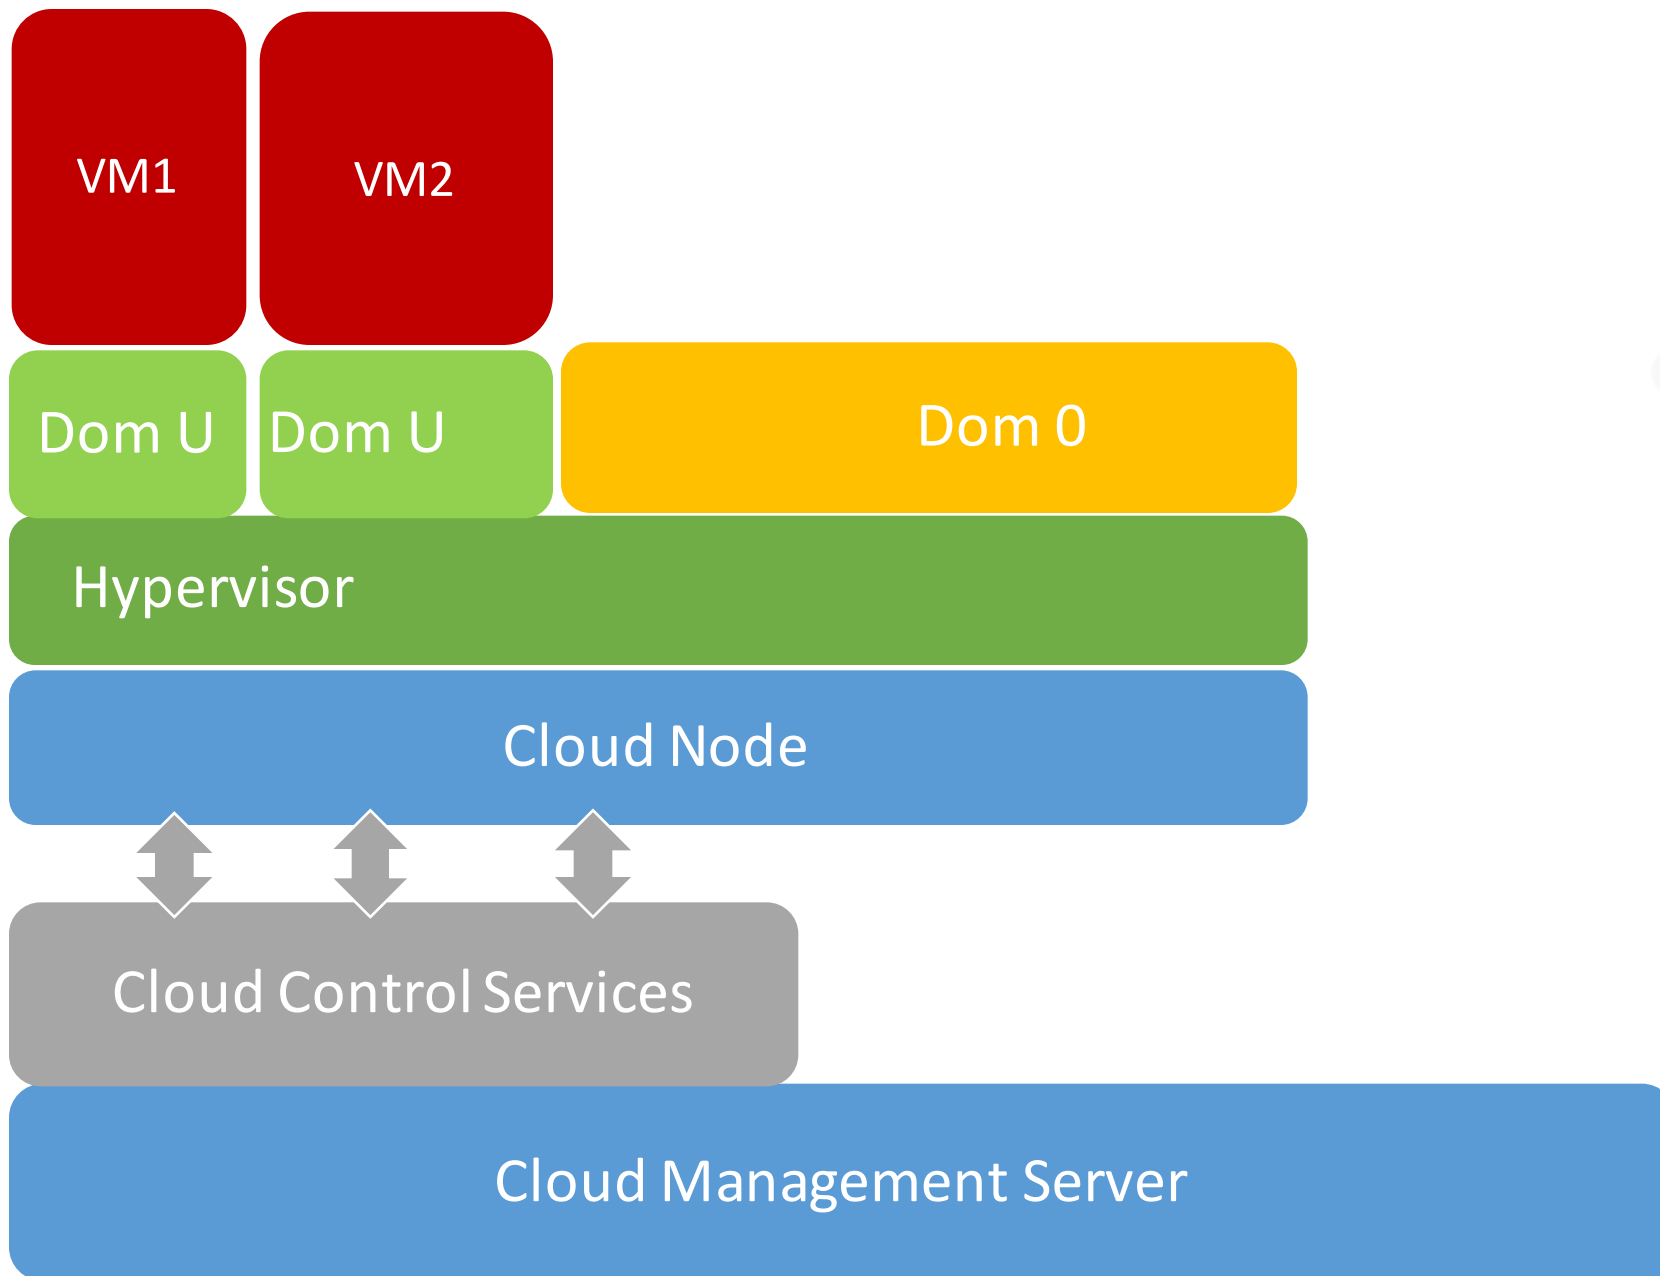 VM1
VM2
Dom U
Dom U
Dom 0
Hypervisor
Cloud Node
Cloud Control Services
Cloud Management Server